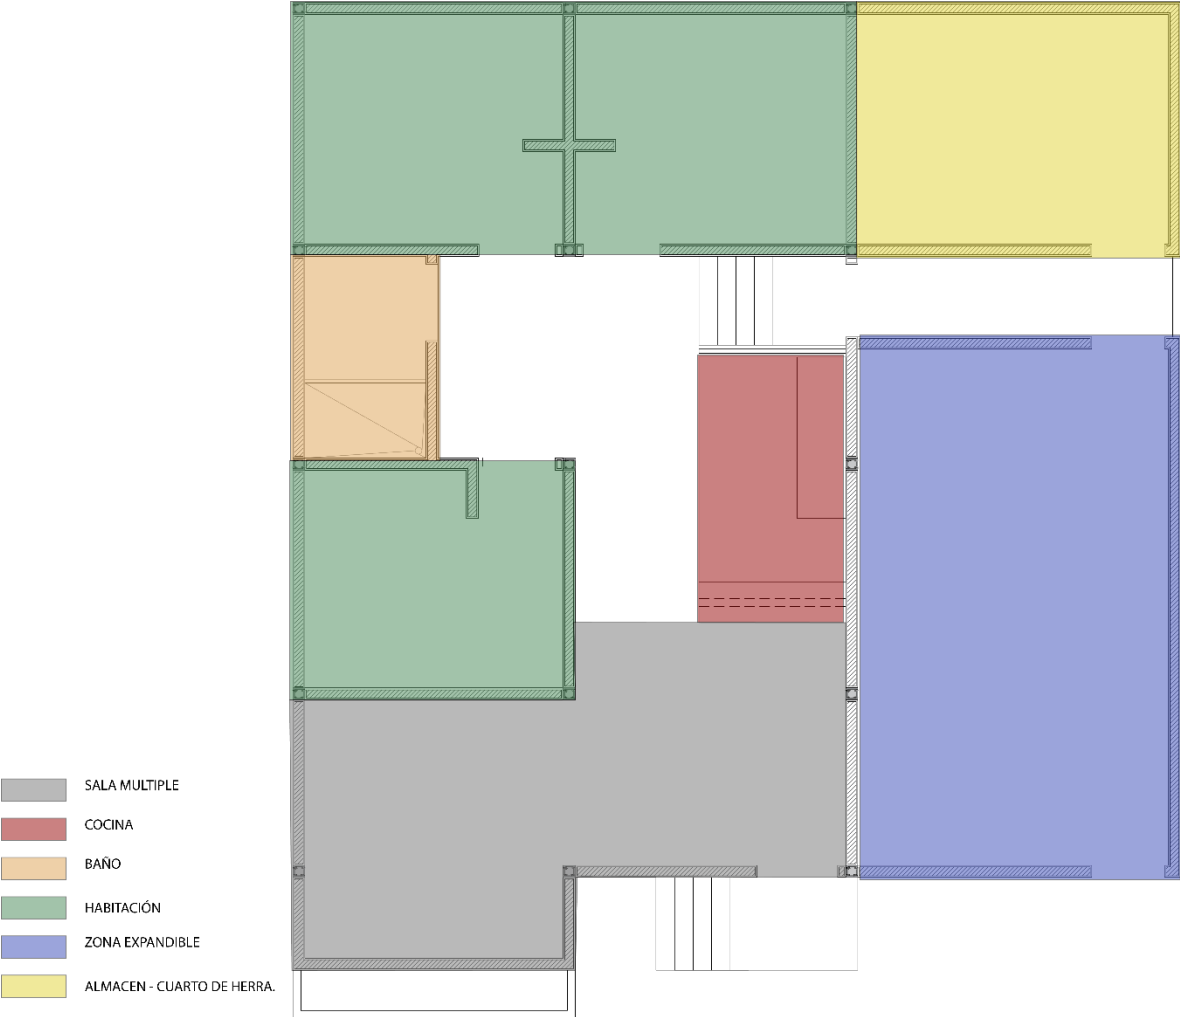 SALA MULTIPLE
COCINA
BAÑO
HABITACIÓN
ZONA EXPANDIBLE
ALMACEN - CUARTO DE HERRA.